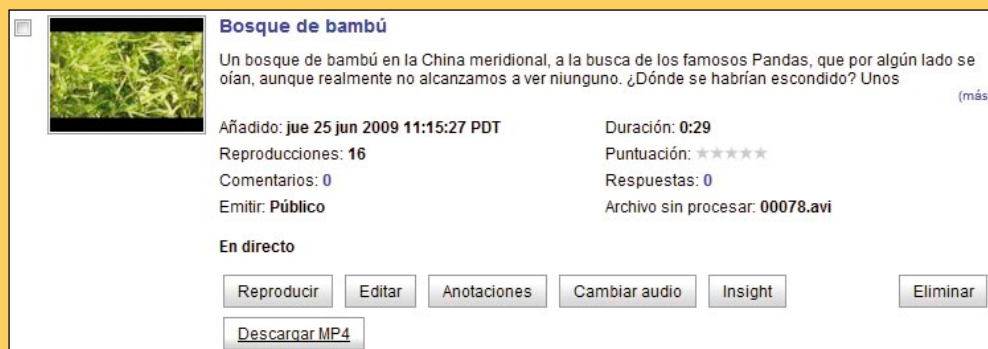 Bosque de bambú
Un bosque de bambú en la China meridional, a la busca de los famosos Pandas, que por algún lado se
oían, aunque realmente no alcanzamos a ver niunguno. ¿Dónde se habrían escondido? Unos
(más
Añadido: jue 25 jun 2009 11:15:27 PDT Duración: 0:29
Reproducciones: 16 Puntuación:
Comentarios: 0 Respuestas: 0
Emitir: Público Archivo sin procesar: 00078.avi
En directo
Reproducir Editar Anotaciones Cambiar audio Insight Eliminar
Descargar MP4